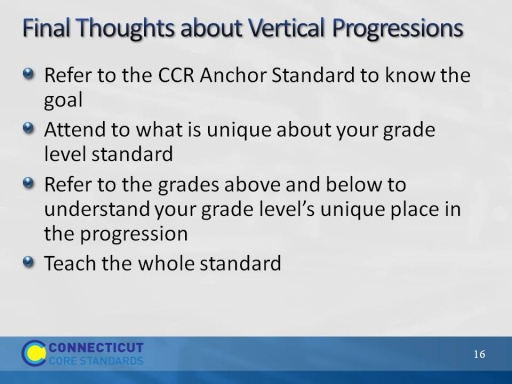 Final Thoughts about Vertical Progressions
Refer to the CCR Anchor Standard to know the
goal
Attend to what is unique about your grade
level standard
Refer to the grades above and below to
understand your grade level's unique place in
the progression
Teach the whole standard
CONNECTICUT
CORE STANDARDS
16